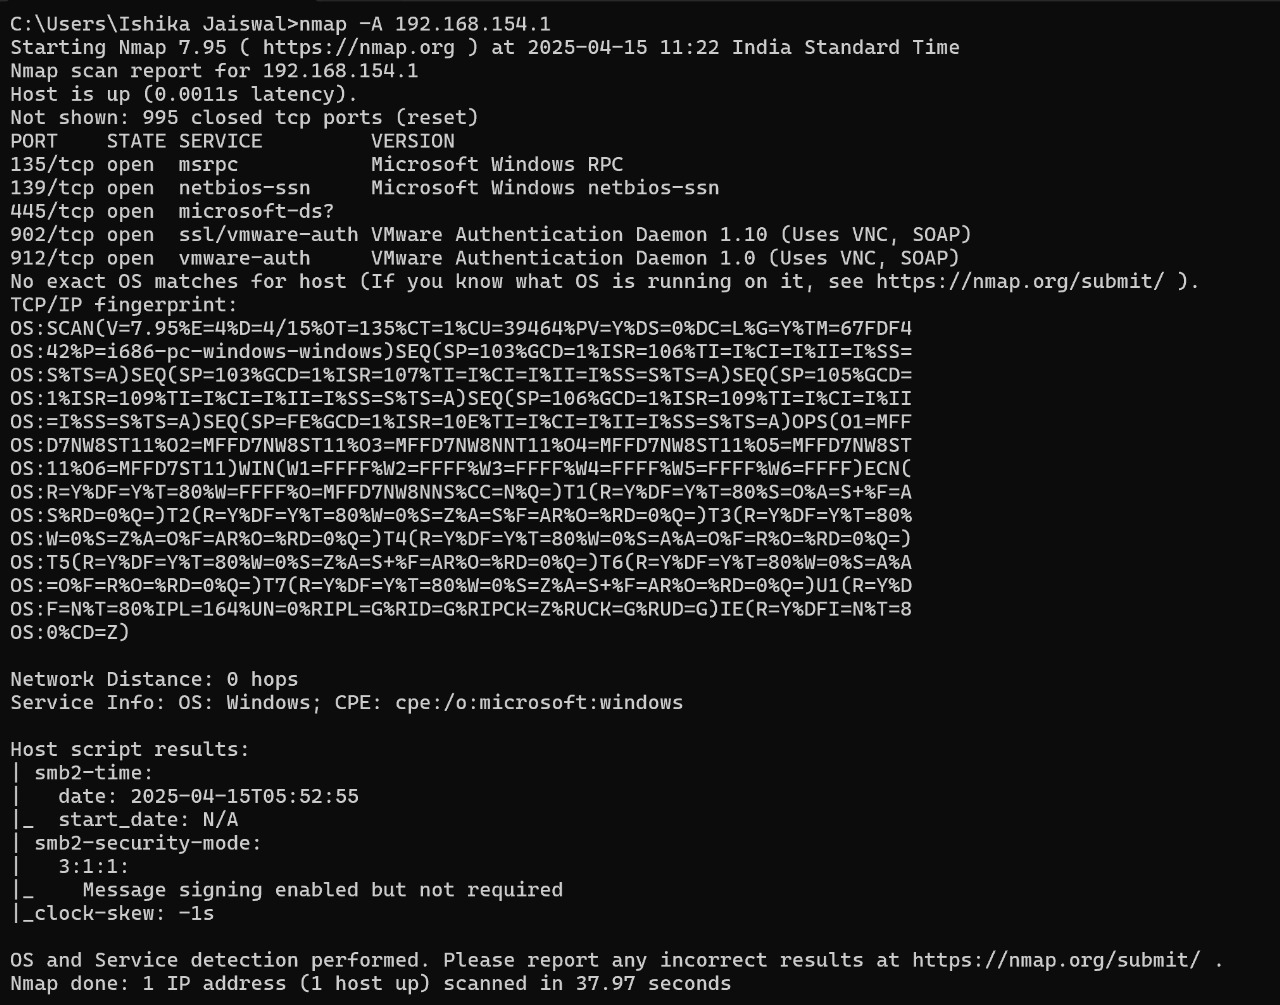 C:\Users\Ishika Jaiswal>nmap -A 192.168.154.1
Starting Nmap 7.95 ( https://nmap.org ) at 2025-04-15 11:22 India Standard Time
Nmap scan report for 192.168.154.1
Host is up (0.0011s latency).
Not shown: 995 closed tcp ports (reset)
PORT    STATE SERVICE         VERSION
135/tcp open  msrpc           Microsoft Windows RPC
139/tcp open  netbios-ssn     Microsoft Windows netbios-ssn
445/tcp open  microsoft-ds?
902/tcp open  ssl/vmware-auth VMware Authentication Daemon 1.10 (Uses VNC, SOAP)
912/tcp open  vmware-auth     VMware Authentication Daemon 1.0 (Uses VNC, SOAP)
No exact OS matches for host (If you know what OS is running on it, see https://nmap.org/submit/ ).
TCP/IP fingerprint:
OS:SCAN(V=7.95%E=4%D=4/15%OT=135%CT=1%CU=39464%PV=Y%DS=0%DC=L%G=Y%TM=67FDF4
OS:42%P=i686-pc-windows-windows)SEQ(SP=103%GCD=1%ISR=106%TI=I%CI=I%II=I%SS=
OS:S%TS=A)SEQ(SP=103%GCD=1%ISR=107%TI=I%CI=I%II=I%SS=S%TS=A)SEQ(SP=105%GCD=
OS:1%ISR=109%TI=I%CI=I%II=I%SS=S%TS=A)SEQ(SP=106%GCD=1%ISR=109%TI=I%CI=I%II
OS:=I%SS=S%TS=A)SEQ(SP=FE%GCD=1%ISR=10E%TI=I%CI=I%II=I%SS=S%TS=A)OPS(O1=MFF
OS:D7NW8ST11%O2=MFFD7NW8ST11%O3=MFFD7NW8NNT11%O4=MFFD7NW8ST11%O5=MFFD7NW8ST
OS:11%O6=MFFD7ST11)WIN(W1=FFFF%W2=FFFF%W3=FFFF%W4=FFFF%W5=FFFF%W6=FFFF)ECN(
OS:R=Y%DF=Y%T=80%W=FFFF%O=MFFD7NW8NNS%CC=N%Q=)T1(R=Y%DF=Y%T=80%S=O%A=S+%F=A
OS:S%RD=0%Q=)T2(R=Y%DF=Y%T=80%W=0%S=Z%A=S%F=AR%O=%RD=0%Q=)T3(R=Y%DF=Y%T=80%
OS:W=0%S=Z%A=O%F=AR%O=%RD=0%Q=)T4(R=Y%DF=Y%T=80%W=0%S=A%A=O%F=R%O=%RD=0%Q=)
OS:T5(R=Y%DF=Y%T=80%W=0%S=Z%A=S+%F=AR%O=%RD=0%Q=)T6(R=Y%DF=Y%T=80%W=0%S=A%A
OS:=O%F=R%O=%RD=0%Q=)T7(R=Y%DF=Y%T=80%W=0%S=Z%A=S+%F=AR%O=%RD=0%Q=)U1(R=Y%D
OS:F=N%T=80%IPL=164%UN=0%RIPL=G%RID=G%RIPCK=Z%RUCK=G%RUD=G)IE(R=Y%DFI=N%T=8
OS:0%CD=Z)
Network Distance: 0 hops
Service Info: OS: Windows; CPE: cpe:/o:microsoft:windows
Host script results:
| smb2-time:
|   date: 2025-04-15T05:52:55
|_  start_date: N/A
| smb2-security-mode:
|   3:1:1:
|_    Message signing enabled but not required
|_clock-skew: -1s
OS and Service detection performed. Please report any incorrect results at https://nmap.org/submit/ .
Nmap done: 1 IP address (1 host up) scanned in 37.97 seconds